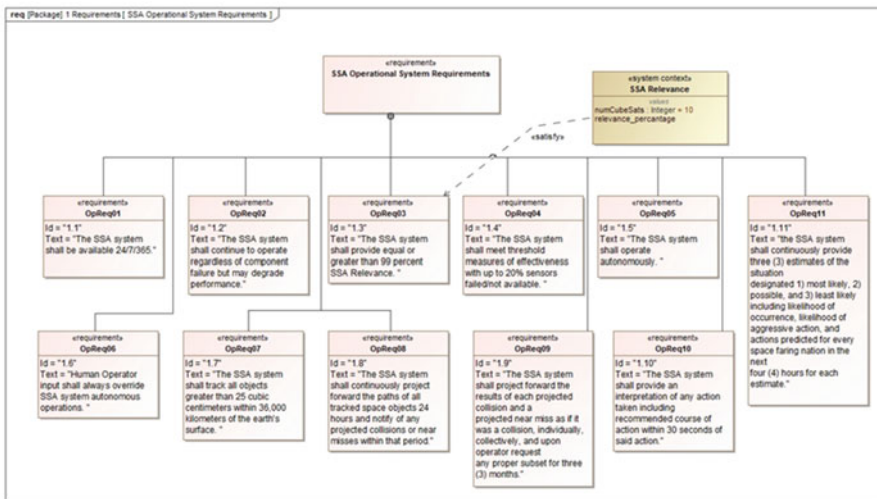 req [Package] 1 Requirements [ SSA Operational System Requirements ]
«requirement»
SSA Operational System Requirements
«system context»
SSA Relevance
values
numCubeSats : Integer = 10
relevance_percantage
«satisfy»
«requirement»
OpReq01
Id = "1.1"
Text = "The SSA system
shall be available 24/7/365."
«requirement»
OpReq02
Id = "1.2"
Text = "The SSA system
shall continue to operate
regardless of component
failure but may degrade
performance."
«requirement»
OpReq03
Id = "1.3"
Text = "The SSA system
shall provide equal or
greater than 99 percent
SSA Relevance. "
«requirement»
OpReq04
Id = "1.4"
Text = "The SSA system
shall meet threshold
measures of effectiveness
with up to 20% sensors
failed/not available. "
«requirement»
OpReq05
Id = "1.5"
Text = "The SSA system
shall operate
autonomously. "
«requirement»
OpReq11
Id = "1.11"
Text = "the SSA system
shall continuously provide
three (3) estimates of the
situation
designated 1) most likely, 2)
possible, and 3) least likely
including likelihood of
occurrence, likelihood of
aggressive action, and
actions predicted for every
space faring nation in the
next
four (4) hours for each
estimate."
«requirement»
OpReq06
Id = "1.6"
Text = "Human Operator
input shall always override
SSA system autonomous
operations. "
«requirement»
OpReq07
Id = "1.7"
Text = "The SSA system
shall track all objects
greater than 25 cubic
centimeters within 36,000
kilometers of the earth's
surface. "
«requirement»
OpReq08
Id = "1.8"
Text = "The SSA system
shall continuously project
forward the paths of all
tracked space objects 24
hours and notify of any
projected collisions or near
misses within that period."
«requirement»
OpReq09
Id = "1.9"
Text = "The SSA system
shall project forward the
results of each projected
collision and a
projected near miss as if it
was a collision, individually,
collectively, and upon
operator request
any proper subset for three
(3) months."
«requirement»
OpReq10
Id = "1.10"
Text = "The SSA system
shall provide an
interpretation of any action
taken including
recommended course of
action within 30 seconds of
said action."